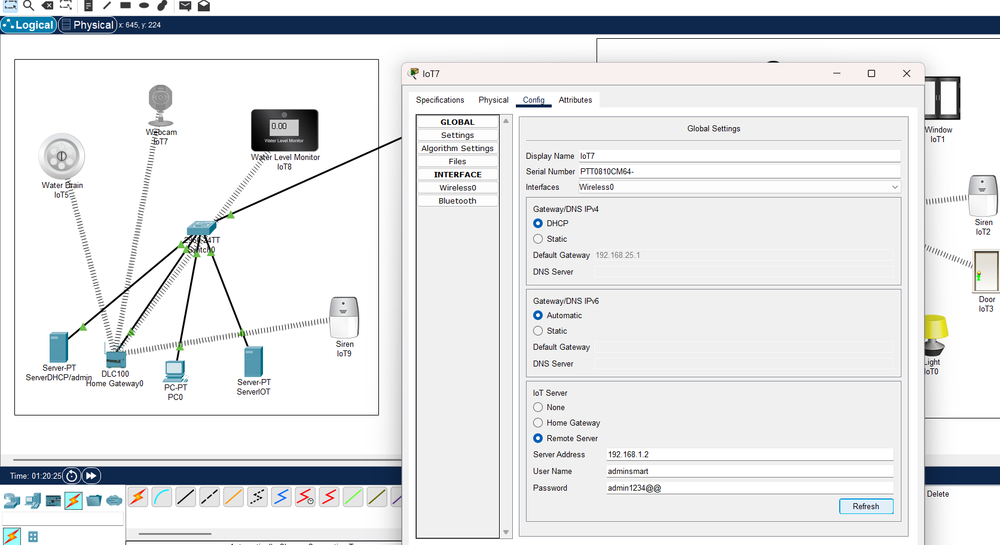 Logical
Physical
x: 645, y: 224
Webcam
IoT7
0.00
Water Level Monitor
Water Level Monitor
IoT8
Water Drain
IoT5
2960-24TT
Switch0
Siren
IoT9
Server-PT
ServerDHCP/admin
DLC100
Home Gateway0
PC-PT
PC0
Server-PT
ServerIOT
IoT7
Specifications
Physical
Config
Attributes
GLOBAL
Settings
Algorithm Settings
Files
INTERFACE
Wireless0
Bluetooth
Global Settings
Display Name IoT7
Serial Number PTT0810CM64-
Interfaces Wireless0
Gateway/DNS IPv4
DHCP
Static
Default Gateway 192.168.25.1
DNS Server
Gateway/DNS IPv6
Automatic
Static
Default Gateway
DNS Server
IoT Server
None
Home Gateway
Remote Server
Server Address 192.168.1.2
User Name adminsmart
Password admin1234@@
Refresh
Window
IoT1
Siren
IoT2
Door
IoT3
Light
IoT0
Time: 01:20:25
Delete